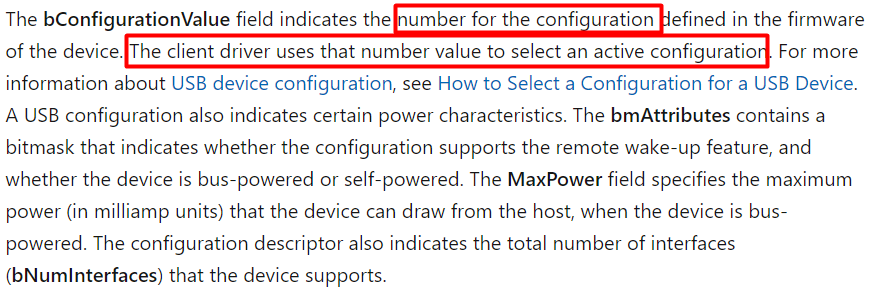 The bConfigurationValue field indicates the number for the configuration defined in the firmware
of the device. The client driver uses that number value to select an active configuration. For more
information about USB device configuration, see How to Select a Configuration for a USB Device.
A USB configuration also indicates certain power characteristics. The bmAttributes contains a
bitmask that indicates whether the configuration supports the remote wake-up feature, and
whether the device is bus-powered or self-powered. The MaxPower field specifies the maximum
power (in milliamp units) that the device can draw from the host, when the device is bus-
powered. The configuration descriptor also indicates the total number of interfaces
(bNumInterfaces) that the device supports.